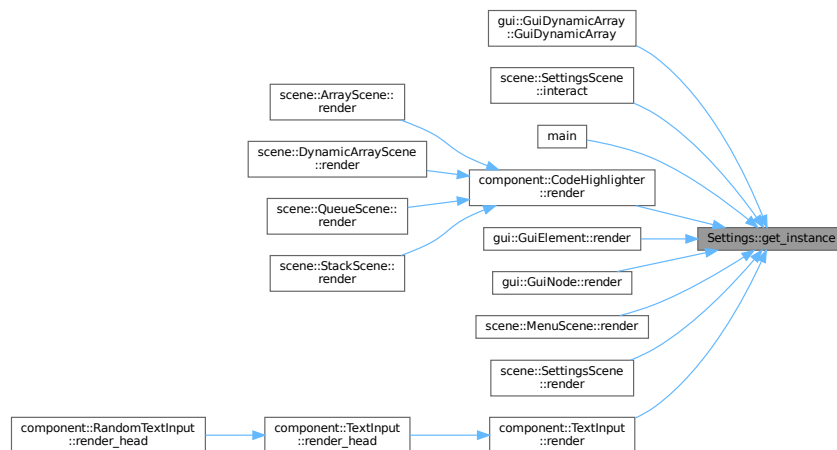 gui::GuiDynamicArray
::GuiDynamicArray
scene::SettingsScene
::interact
scene::ArrayScene::
render
main
scene::DynamicArrayScene
::render
component::CodeHighlighter
::render
scene::QueueScene::
render
gui::GuiElement::render
Settings::get_instance
scene::StackScene::
render
gui::GuiNode::render
scene::MenuScene::render
scene::SettingsScene
::render
component::RandomTextInput
::render_head
component::TextInput
::render_head
component::TextInput
::render